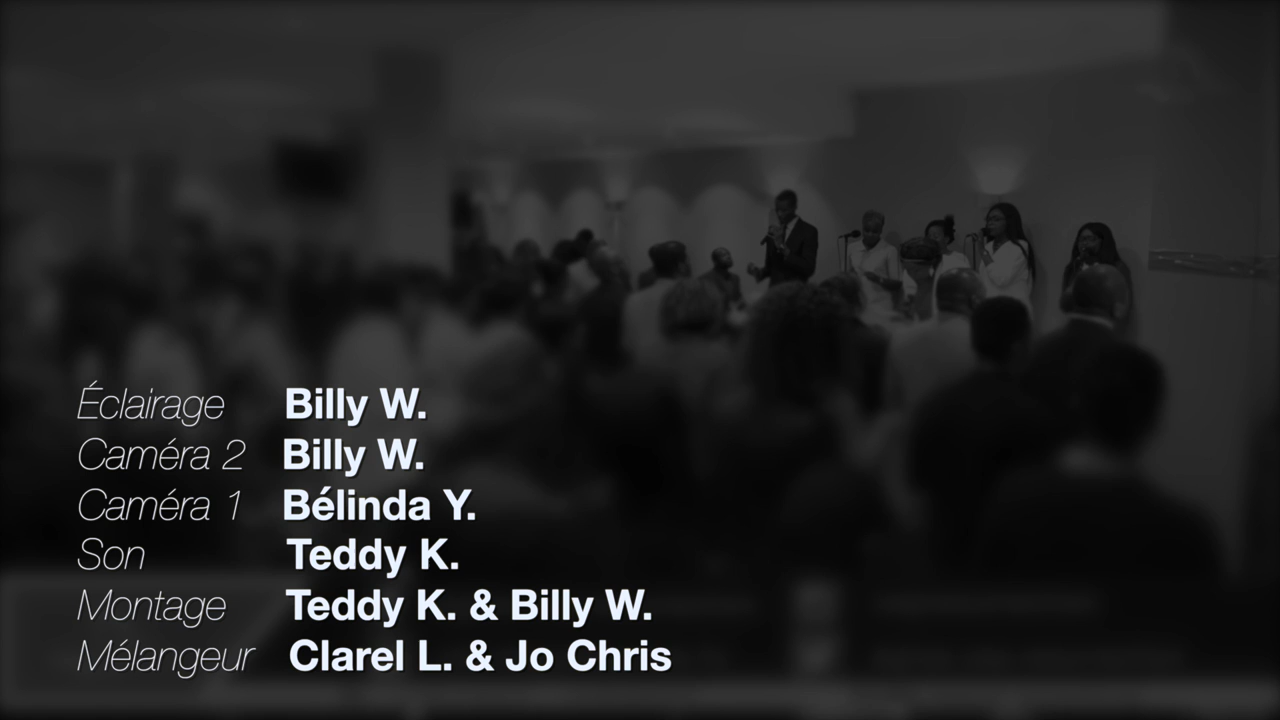 Éclairage Billy W.
Caméra 2 Billy W.
Caméra 1 Bélinda Y.
Son Teddy K.
Montage Teddy K. & Billy W.
Mélangeur Clarel L. & Jo Chris